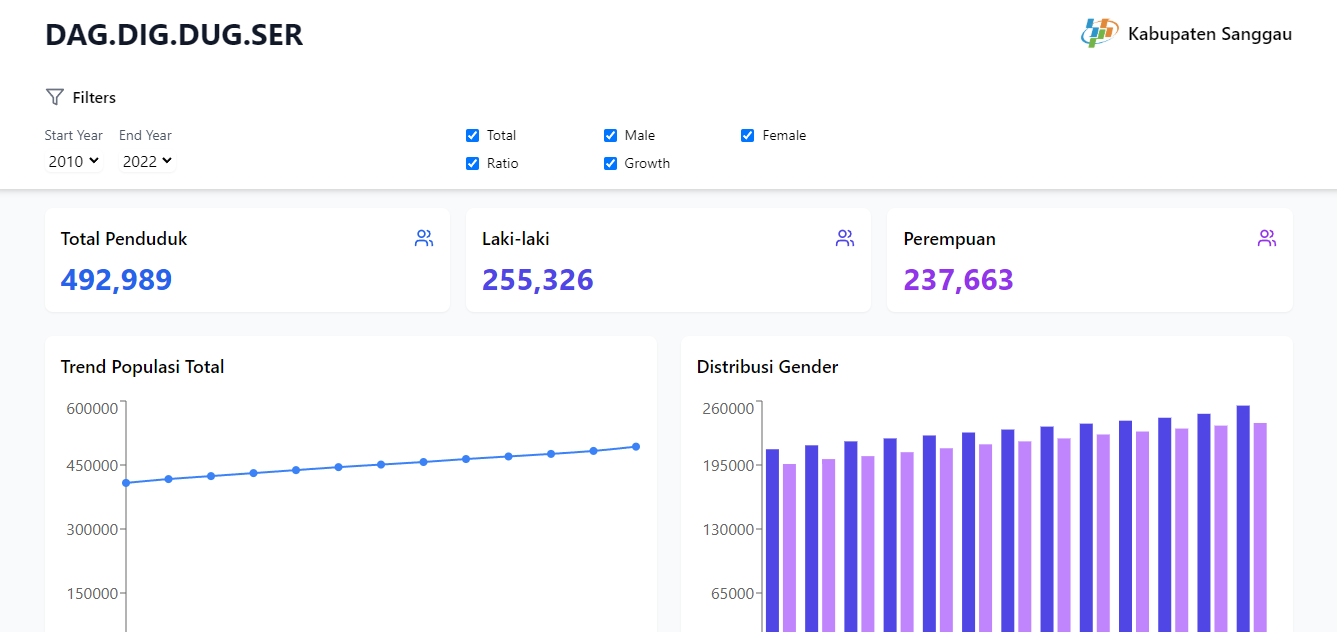 DAG.DIG.DUG.SER
Kabupaten Sanggau
Filters
Start Year
End Year
2010
2022
Total
Male
Female
Ratio
Growth
Total Penduduk
492,989
Laki-laki
255,326
Perempuan
237,663
Trend Populasi Total
600000
450000
300000
150000
Distribusi Gender
260000
195000
130000
65000